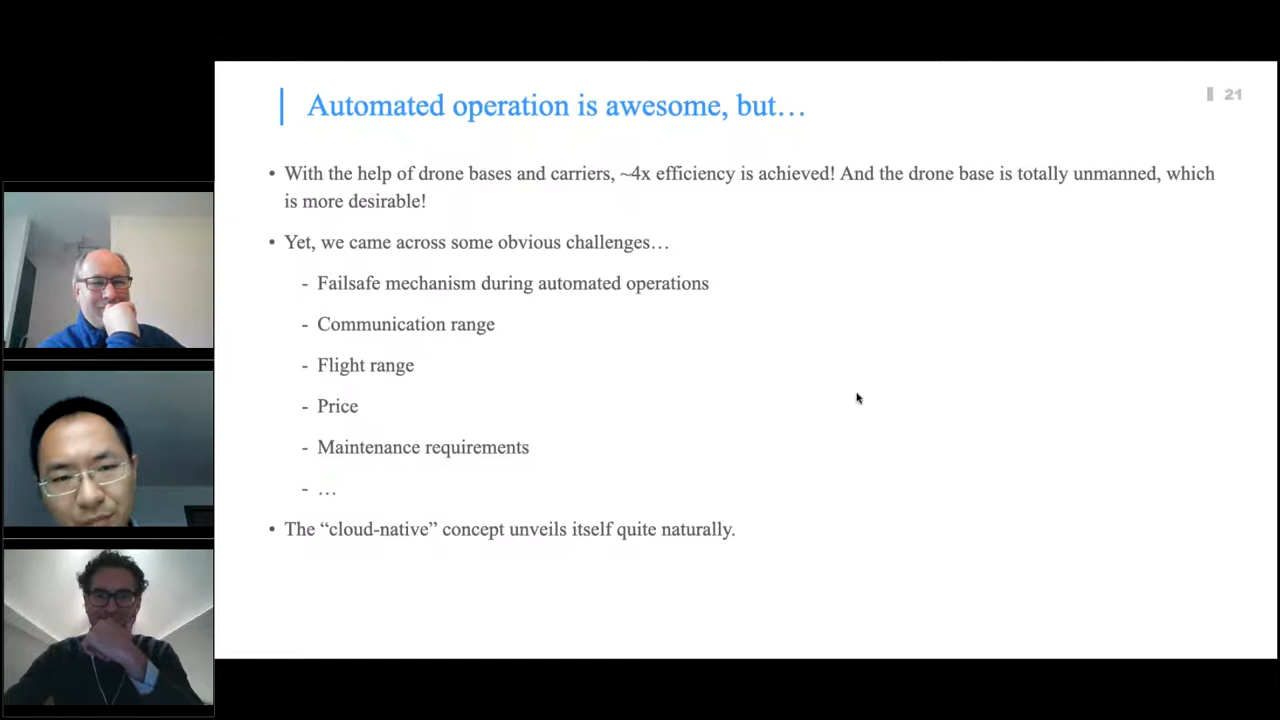 Automated operation is awesome, but…
21
• With the help of drone bases and carriers, ~4x efficiency is achieved! And the drone base is totally unmanned, which
is more desirable!
• Yet, we came across some obvious challenges…
- Failsafe mechanism during automated operations
- Communication range
- Flight range
- Price
- Maintenance requirements
- …
• The “cloud-native” concept unveils itself quite naturally.